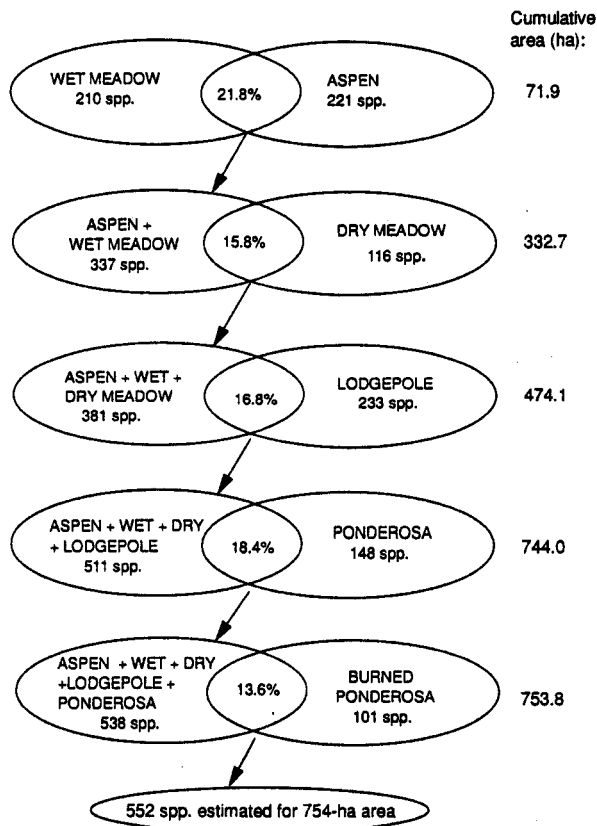 Cumulative
area (ha):
WET MEADOW
210 spp.
21.8%
ASPEN
221 spp.
71.9
ASPEN +
WET MEADOW
337 spp.
15.8%
DRY MEADOW
116 spp.
332.7
ASPEN + WET +
DRY MEADOW
381 spp.
16.8%
LODGEPOLE
233 spp.
474.1
ASPEN + WET + DRY
+ LODGEPOLE
511 spp.
18.4%
PONDEROSA
148 spp.
744.0
ASPEN + WET + DRY
+LODGEPOLE +
PONDEROSA
538 spp.
13.6%
BURNED
PONDEROSA
101 spp.
753.8
552 spp. estimated for 754-ha area